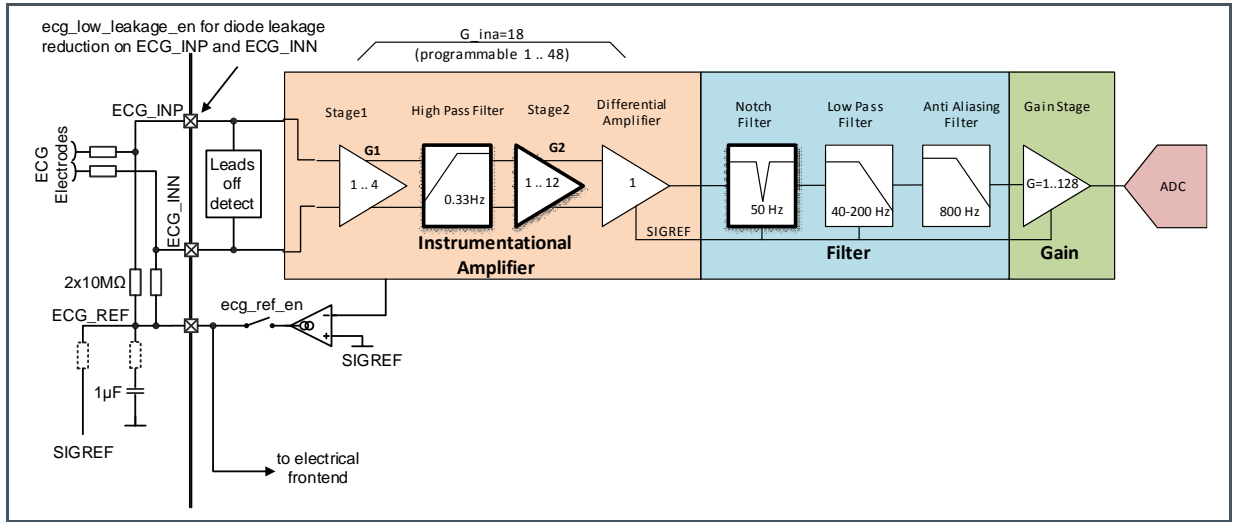 ecg_low_leakage_en for diode leakage
reduction on ECG_INP and ECG_INN
G_ina=18
(programmable 1 .. 48)
ECG_INP
Stage1
High Pass Filter
Stage2
Differential
Amplifier
Notch
Filter
Low Pass
Filter
Anti Aliasing
Filter
Gain Stage
ECG
Electrodes
Leads
off
detect
G1
1 .. 4
0.33Hz
G2
1 .. 12
1
50 Hz
40-200 Hz
800 Hz
G=1..128
ADC
ECG_INN
SIGREF
Instrumentational
Amplifier
Filter
Gain
2x10MΩ
ECG_REF
ecg_ref_en
-
+
SIGREF
1µF
SIGREF
to electrical
frontend